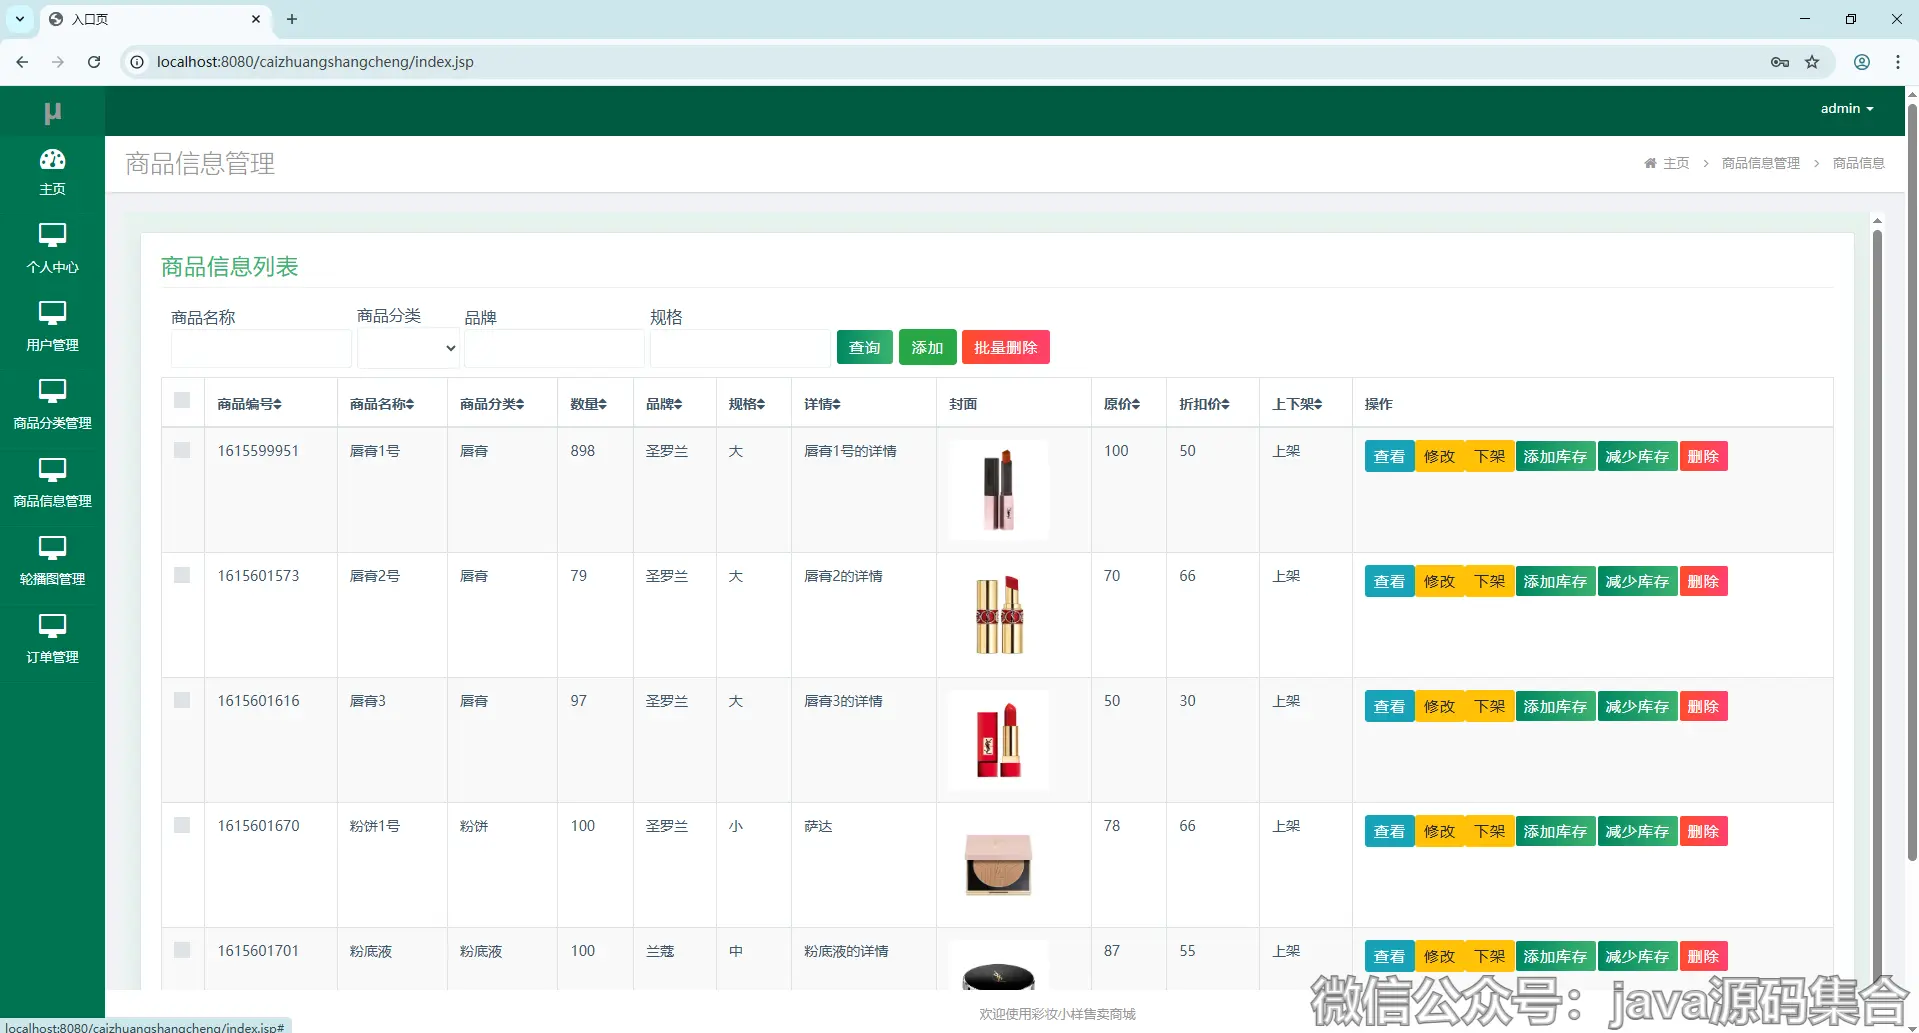 入口页
localhost:8080/caizhuangshangcheng/index.jsp
μ
admin
主页
个人中心
用户管理
商品分类管理
商品信息管理
轮播图管理
订单管理
商品信息管理
主页 > 商品信息管理 > 商品信息
商品信息列表
商品名称 商品分类 品牌 规格
查询 添加 批量删除
商品编号 商品名称 商品分类 数量 品牌 规格 详情 封面 原价 折扣价 上下架 操作
1615599951 唇膏1号 唇膏 898 圣罗兰 大 唇膏1号的详情 100 50 上架 查看 修改 下架 添加库存 减少库存 删除
1615601573 唇膏2号 唇膏 79 圣罗兰 大 唇膏2的详情 70 66 上架 查看 修改 下架 添加库存 减少库存 删除
1615601616 唇膏3 唇膏 97 圣罗兰 大 唇膏3的详情 50 30 上架 查看 修改 下架 添加库存 减少库存 删除
1615601670 粉饼1号 粉饼 100 圣罗兰 小 萨达 78 66 上架 查看 修改 下架 添加库存 减少库存 删除
1615601701 粉底液 粉底液 100 兰蔻 中 粉底液的详情 87 55 上架 查看 修改 下架 添加库存 减少库存 删除
欢迎使用彩妆小样售卖商城
微信公众号：java源码集合
localhost:8080/caizhuangshangcheng/index.jsp#